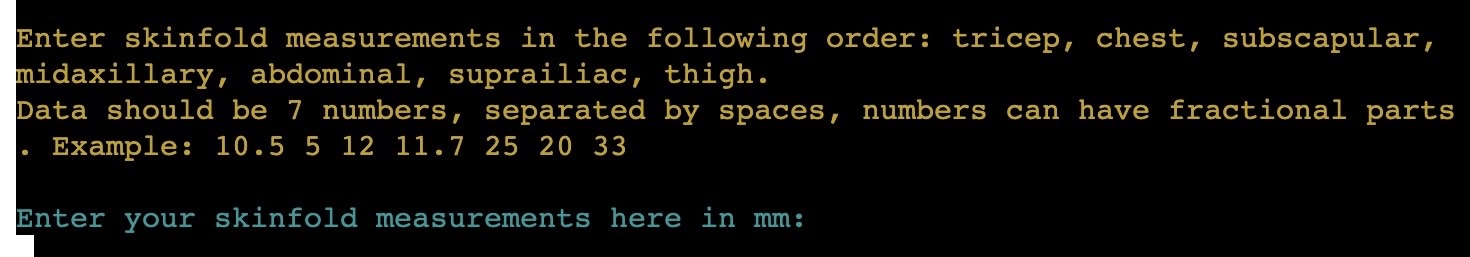 Enter skinfold measurements in the following order: tricep, chest, subscapular,
midaxillary, abdominal, suprailiac, thigh.
Data should be 7 numbers, separated by spaces, numbers can have fractional parts
. Example: 10.5 5 12 11.7 25 20 33
Enter your skinfold measurements here in mm: